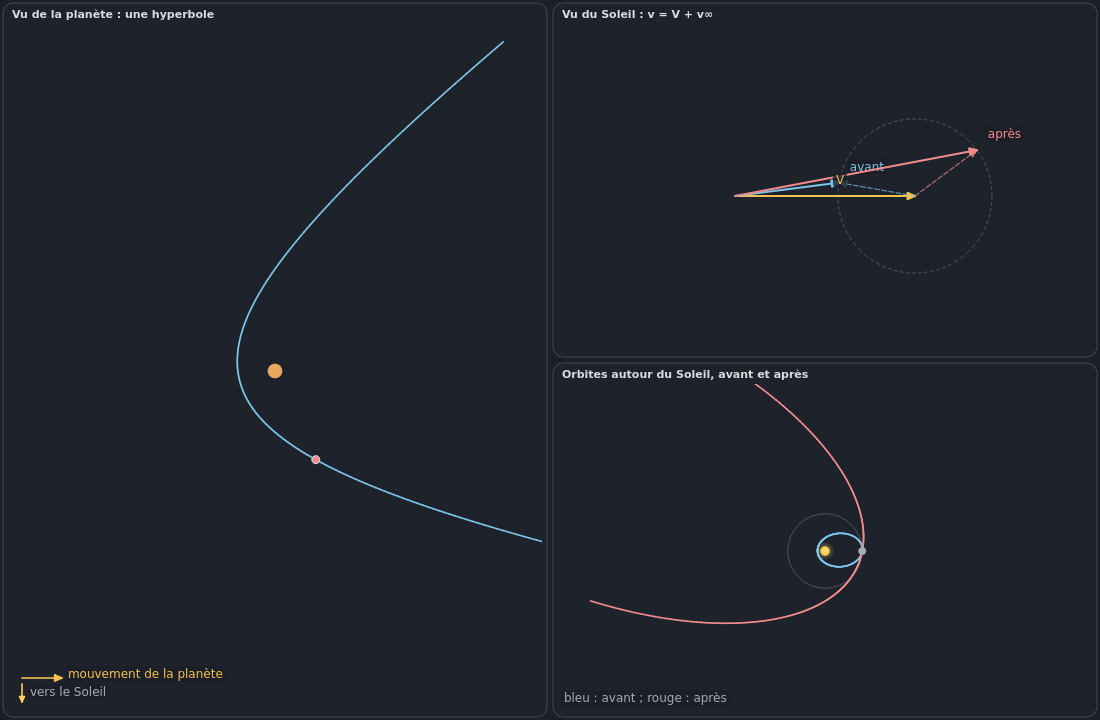 Vu de la planète : une hyperbole
mouvement de la planète
vers le Soleil
Vu du Soleil : v = V + v∞
après
avant
V
Orbites autour du Soleil, avant et après
bleu : avant ; rouge : après